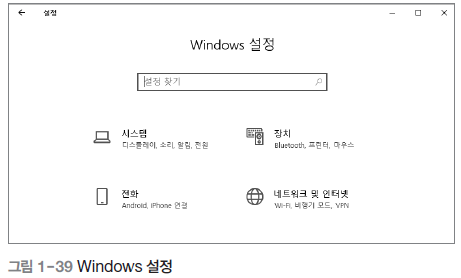 설정
Windows 설정
설정 찾기
시스템
디스플레이, 소리, 알림, 전원
장치
Bluetooth, 프린터, 마우스
전화
Android, iPhone 연결
네트워크 및 인터넷
Wi-Fi, 비행기 모드, VPN
그림 1-39 Windows 설정